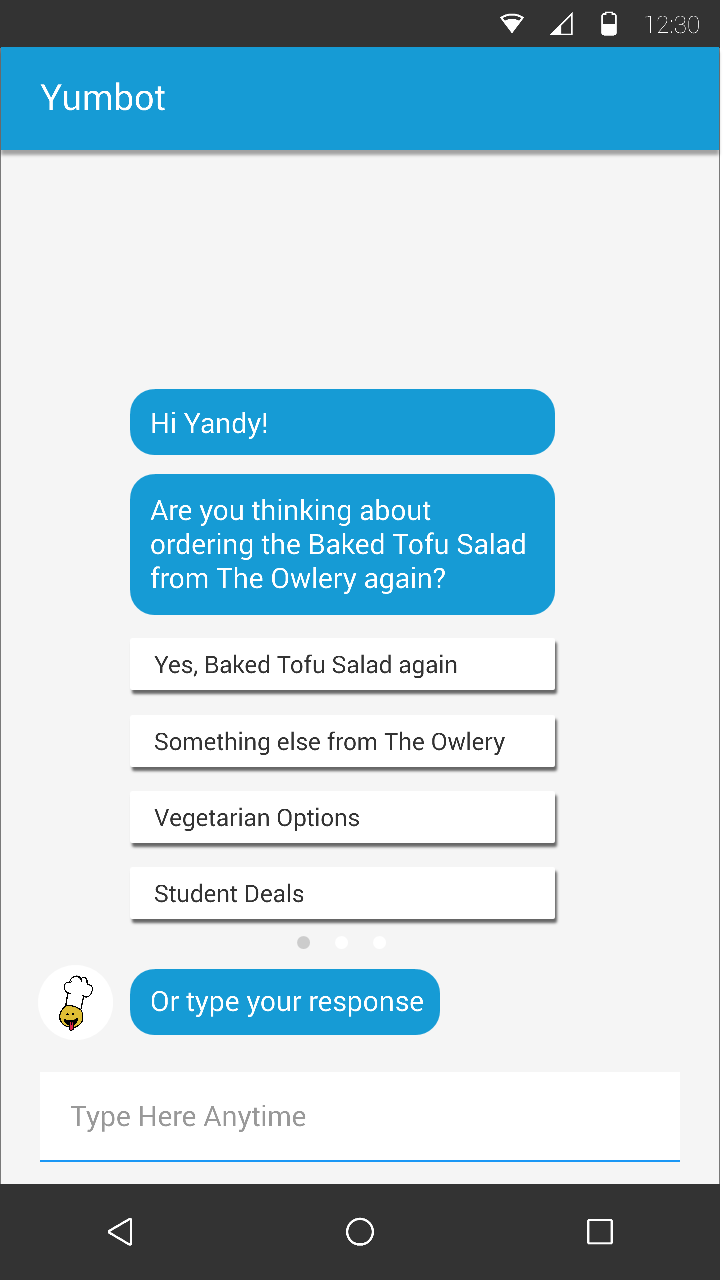 12:30
Yumbot
Hi Yandy!
Are you thinking about
ordering the Baked Tofu Salad
from The Owlery again?
Yes, Baked Tofu Salad again
Something else from The Owlery
Vegetarian Options
Student Deals
Or type your response
Type Here Anytime